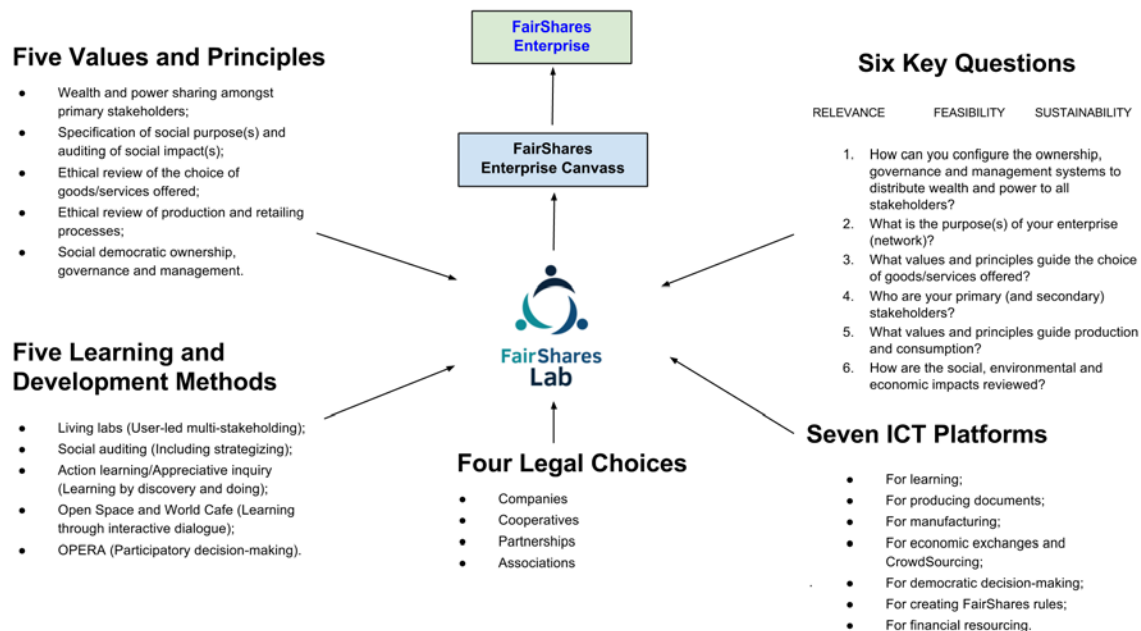 FairShares
Enterprise
Five Values and Principles
● Wealth and power sharing amongst
primary stakeholders;
● Specification of social purpose(s) and
auditing of social impact(s);
● Ethical review of the choice of
goods/services offered;
● Ethical review of production and retailing
processes;
● Social democratic ownership,
governance and management.
FairShares
Enterprise Canvass
Six Key Questions
RELEVANCE FEASIBILITY SUSTAINABILITY
1. How can you configure the ownership,
governance and management systems to
distribute wealth and power to all
stakeholders?
2. What is the purpose(s) of your enterprise
(network)?
3. What values and principles guide the choice
of goods/services offered?
4. Who are your primary (and secondary)
stakeholders?
5. What values and principles guide production
and consumption?
6. How are the social, environmental and
economic impacts reviewed?
FairShares
Lab
Five Learning and
Development Methods
● Living labs (User-led multi-stakeholding);
● Social auditing (Including strategizing);
● Action learning/Appreciative inquiry
(Learning by discovery and doing);
● Open Space and World Cafe (Learning
through interactive dialogue);
● OPERA (Participatory decision-making).
Four Legal Choices
● Companies
● Cooperatives
● Partnerships
● Associations
Seven ICT Platforms
● For learning;
● For producing documents;
● For manufacturing;
● For economic exchanges and
CrowdSourcing;
● For democratic decision-making;
● For creating FairShares rules;
● For financial resourcing.